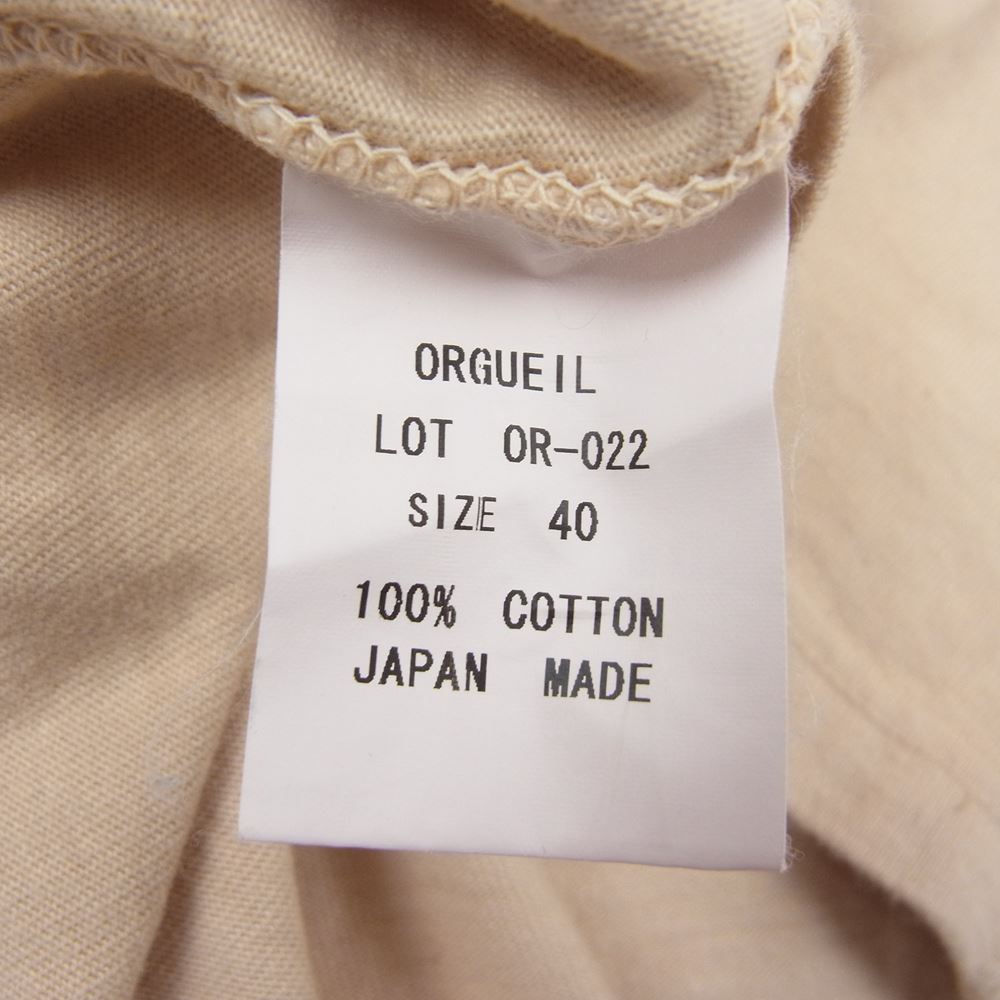 ORGUEIL
LOT OR-022
SIZE 40
100% COTTON
JAPAN MADE